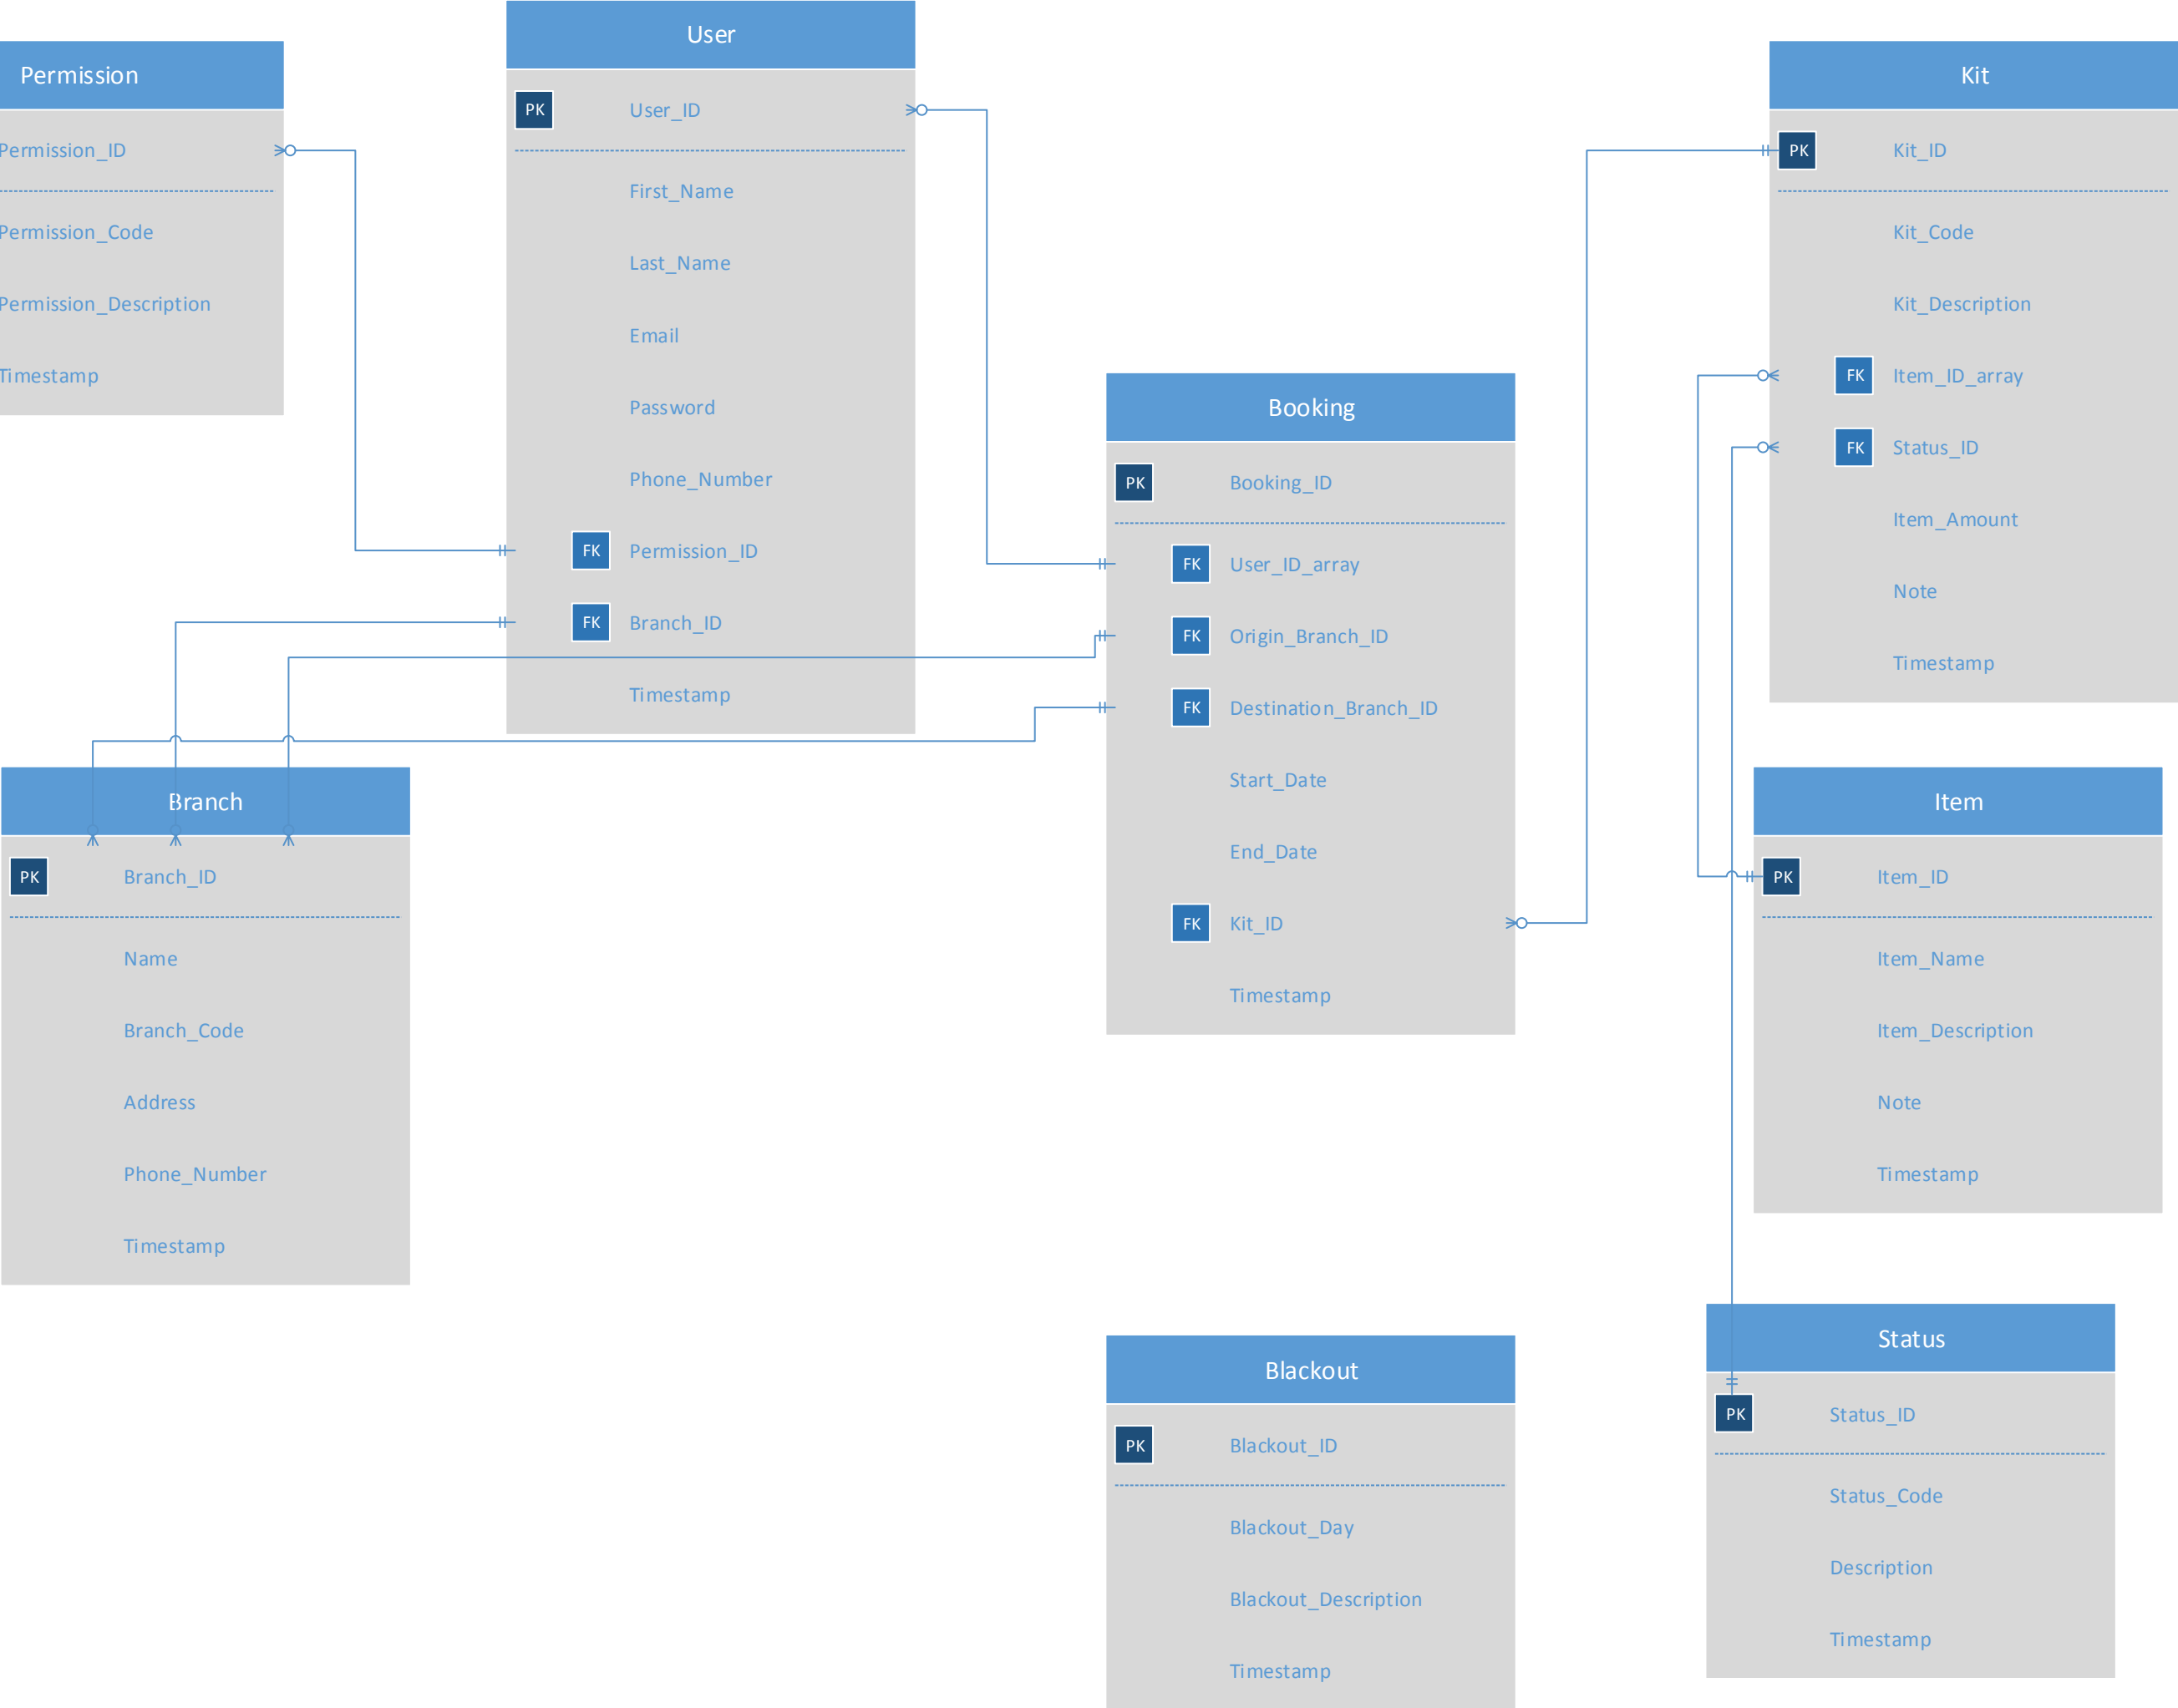 Permission
Permission_ID
Permission_Code
Permission_Description
Timestamp
User
PK User_ID
First_Name
Last_Name
Email
Password
Phone_Number
FK Permission_ID
FK Branch_ID
Timestamp
Booking
PK Booking_ID
FK User_ID_array
FK Origin_Branch_ID
FK Destination_Branch_ID
Start_Date
End_Date
FK Kit_ID
Timestamp
Kit
PK Kit_ID
Kit_Code
Kit_Description
FK Item_ID_array
FK Status_ID
Item_Amount
Note
Timestamp
Branch
PK Branch_ID
Name
Branch_Code
Address
Phone_Number
Timestamp
Item
PK Item_ID
Item_Name
Item_Description
Note
Timestamp
Blackout
PK Blackout_ID
Blackout_Day
Blackout_Description
Timestamp
Status
PK Status_ID
Status_Code
Description
Timestamp